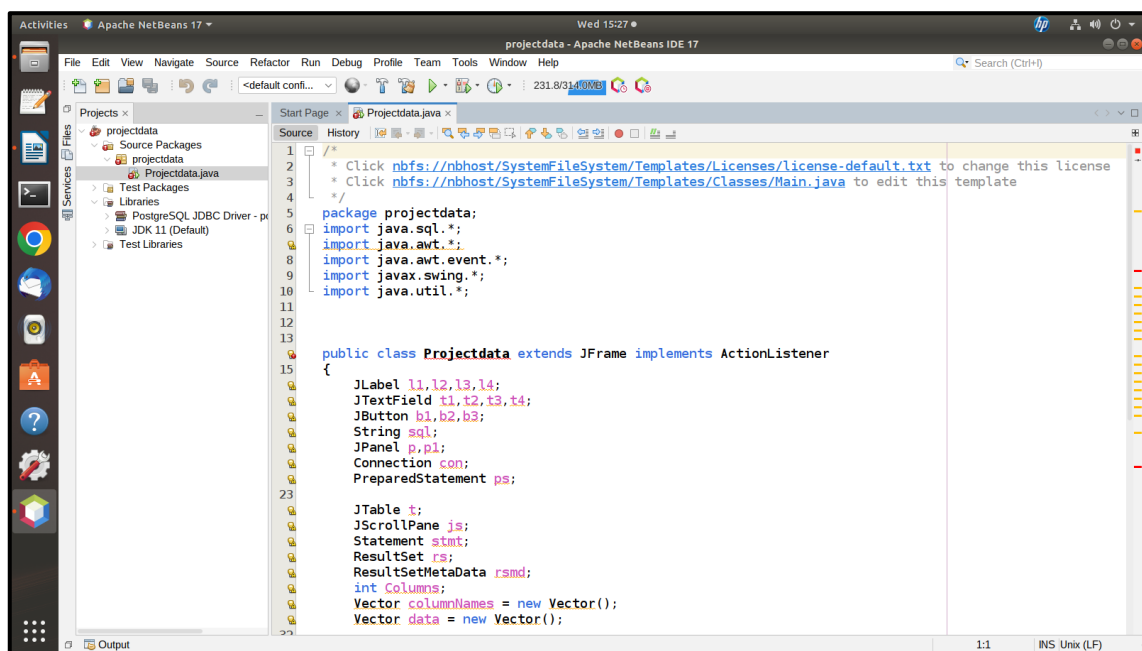 Activities
Apache NetBeans 17
Wed 15:27
projectdata - Apache NetBeans IDE 17
File Edit View Navigate Source Refactor Run Debug Profile Team Tools Window Help
Search (Ctrl+I)
<default confi...
231.8/314.0MB
Projects
Files
Services
projectdata
Source Packages
projectdata
Projectdata.java
Test Packages
Libraries
PostgreSQL JDBC Driver - po
JDK 11 (Default)
Test Libraries
Start Page
Projectdata.java
Source History
1 /*
2 * Click nbfs://nbhost/SystemFileSystem/Templates/Licenses/license-default.txt to change this license
3 * Click nbfs://nbhost/SystemFileSystem/Templates/Classes/Main.java to edit this template
4 */
5 package projectdata;
6 import java.sql.*;
import java.awt.*;
8 import java.awt.event.*;
9 import javax.swing.*;
10 import java.util.*;
11
12
13
public class Projectdata extends JFrame implements ActionListener
15 {
JLabel l1,l2,l3,l4;
JTextField t1,t2,t3,t4;
JButton b1,b2,b3;
String sql;
JPanel p,p1;
Connection con;
PreparedStatement ps;
23
JTable t;
JScrollPane js;
Statement stmt;
ResultSet rs;
ResultSetMetaData rsmd;
int Columns;
Vector columnNames = new Vector();
Vector data = new Vector();
Output
1:1
INS Unix (LF)